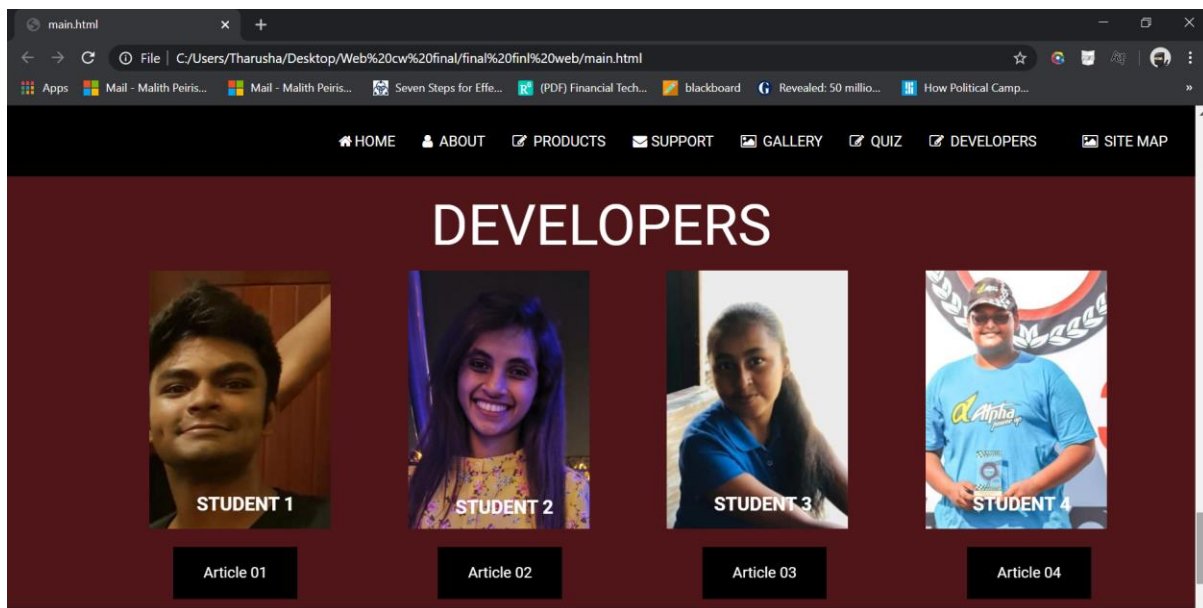 main.html
File | C:/Users/Tharusha/Desktop/Web%20cw%20final/final%20finl%20web/main.html
Apps Mail - Malith Peiris... Mail - Malith Peiris... Seven Steps for Effe... (PDF) Financial Tech... blackboard Revealed: 50 millio... How Political Camp... »
HOME ABOUT PRODUCTS SUPPORT GALLERY QUIZ DEVELOPERS SITE MAP
DEVELOPERS
Alpha
STUDENT 1 STUDENT 2 STUDENT 3 STUDENT 4
Article 01 Article 02 Article 03 Article 04